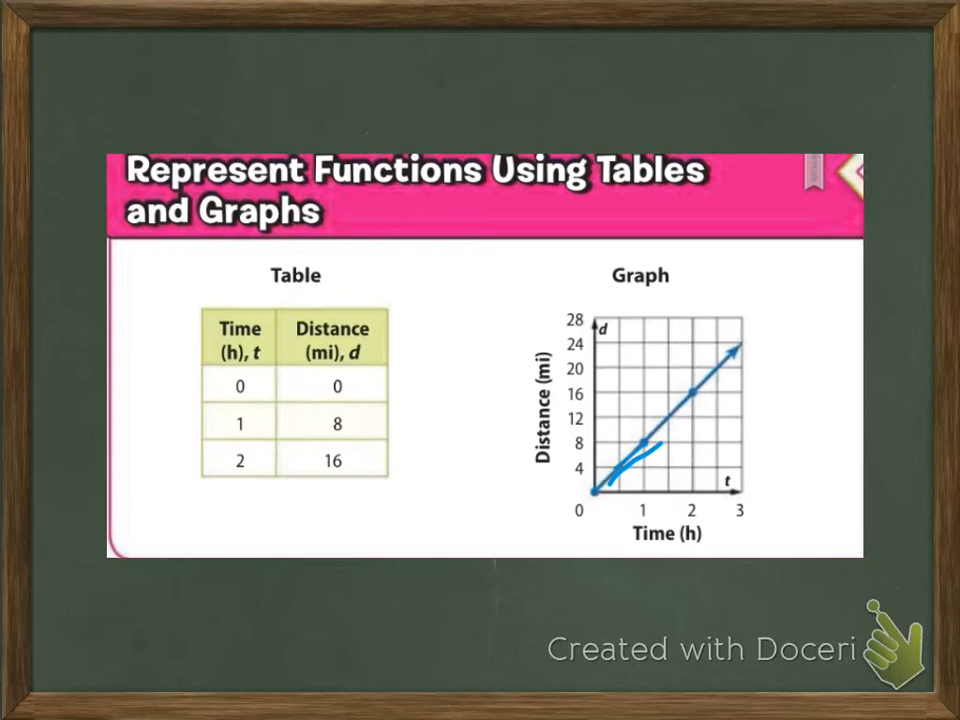 Represent Functions Using Tables
and Graphs
Table
Time
(h), t
Distance
(mi), d
0 0
1 8
2 16
Graph
Distance (mi)
28
24
20
16
12
8
4
d
t
0 1 2 3
Time (h)
Created with Doceri